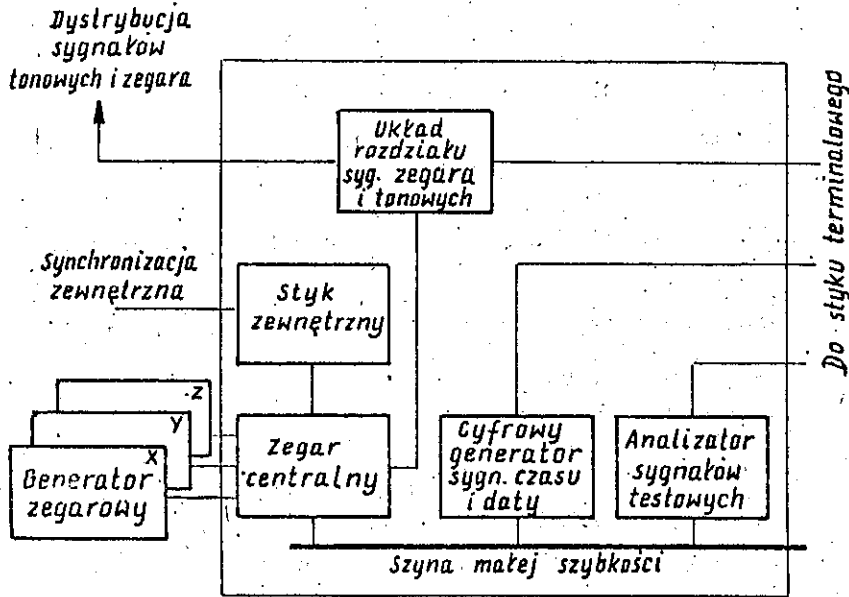 Dystrybucja
sygnałów
tonowych i zegara
Układ
rozdziału
syg. zegara
i tonowych
Do styku terminalowego
Synchronizacja
zewnętrzna
Styk
zewnętrzny
Z
Y
X
Generator
zegarowy
Zegar
centralny
Cyfrowy
generator
sygn. czasu
i daty
Analizator
sygnałów
testowych
Szyna małej szybkości